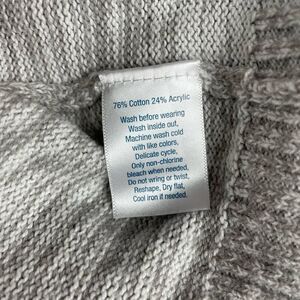 76% Cotton 24% Acrylic
Wash before wearing
Wash inside out,
Machine wash cold
with like colors,
Delicate cycle,
Only non-chlorine
bleach when needed,
Do not wring or twist,
Reshape, Dry flat,
Cool iron if needed.